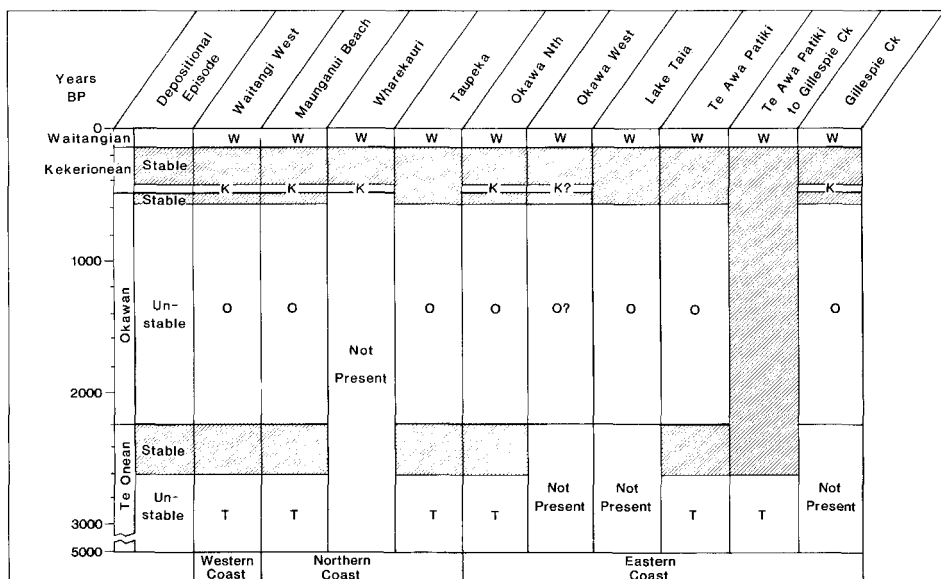 Years
BP
Depositional
Episode
Waitengi West
Maunganui Beach
Wharekauri
Taupeka
Okawa Nth
Okawa West
Lake Taia
Te Awa Patiki
Te Awa Patiki
to Gillespie Ck
Gillespie Ck
0
Waitangian W W W W W W W W W W
Kekerionean Stable
K K K K K? K
Stable
1000
Okawan
Un-
stable O O O O O? O O O
Not
Present
2000
Te Onean
Stable
Un-
stable T T T T T T
Not
Present
Not
Present
Not
Present
3000
5000
Western
Coast
Northern
Coast
Eastern
Coast